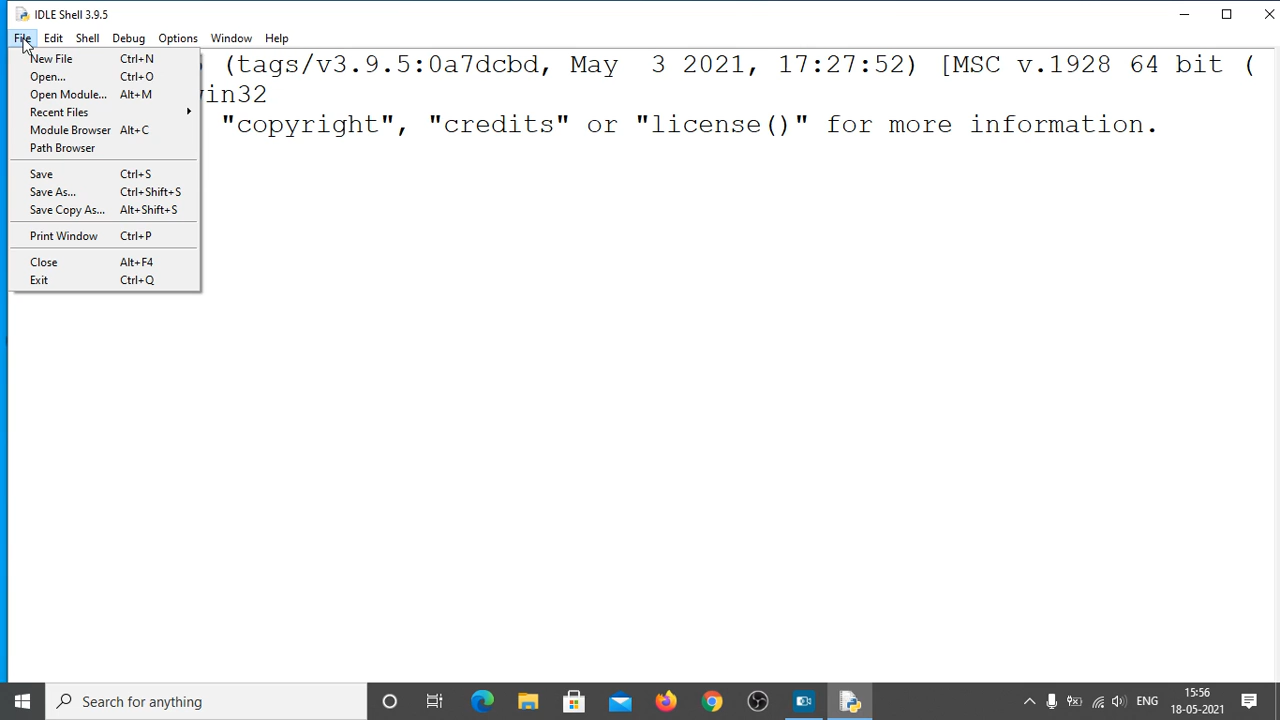 IDLE Shell 3.9.5
File Edit Shell Debug Options Window Help
New File Ctrl+N
Open... Ctrl+O
Open Module... Alt+M
Recent Files
Module Browser Alt+C
Path Browser
Save Ctrl+S
Save As... Ctrl+Shift+S
Save Copy As... Alt+Shift+S
Print Window Ctrl+P
Close Alt+F4
Exit Ctrl+Q
(tags/v3.9.5:0a7dcbd, May 3 2021, 17:27:52) [MSC v.1928 64 bit (
win32
"copyright", "credits" or "license()" for more information.
Search for anything
ENG
15:56
18-05-2021